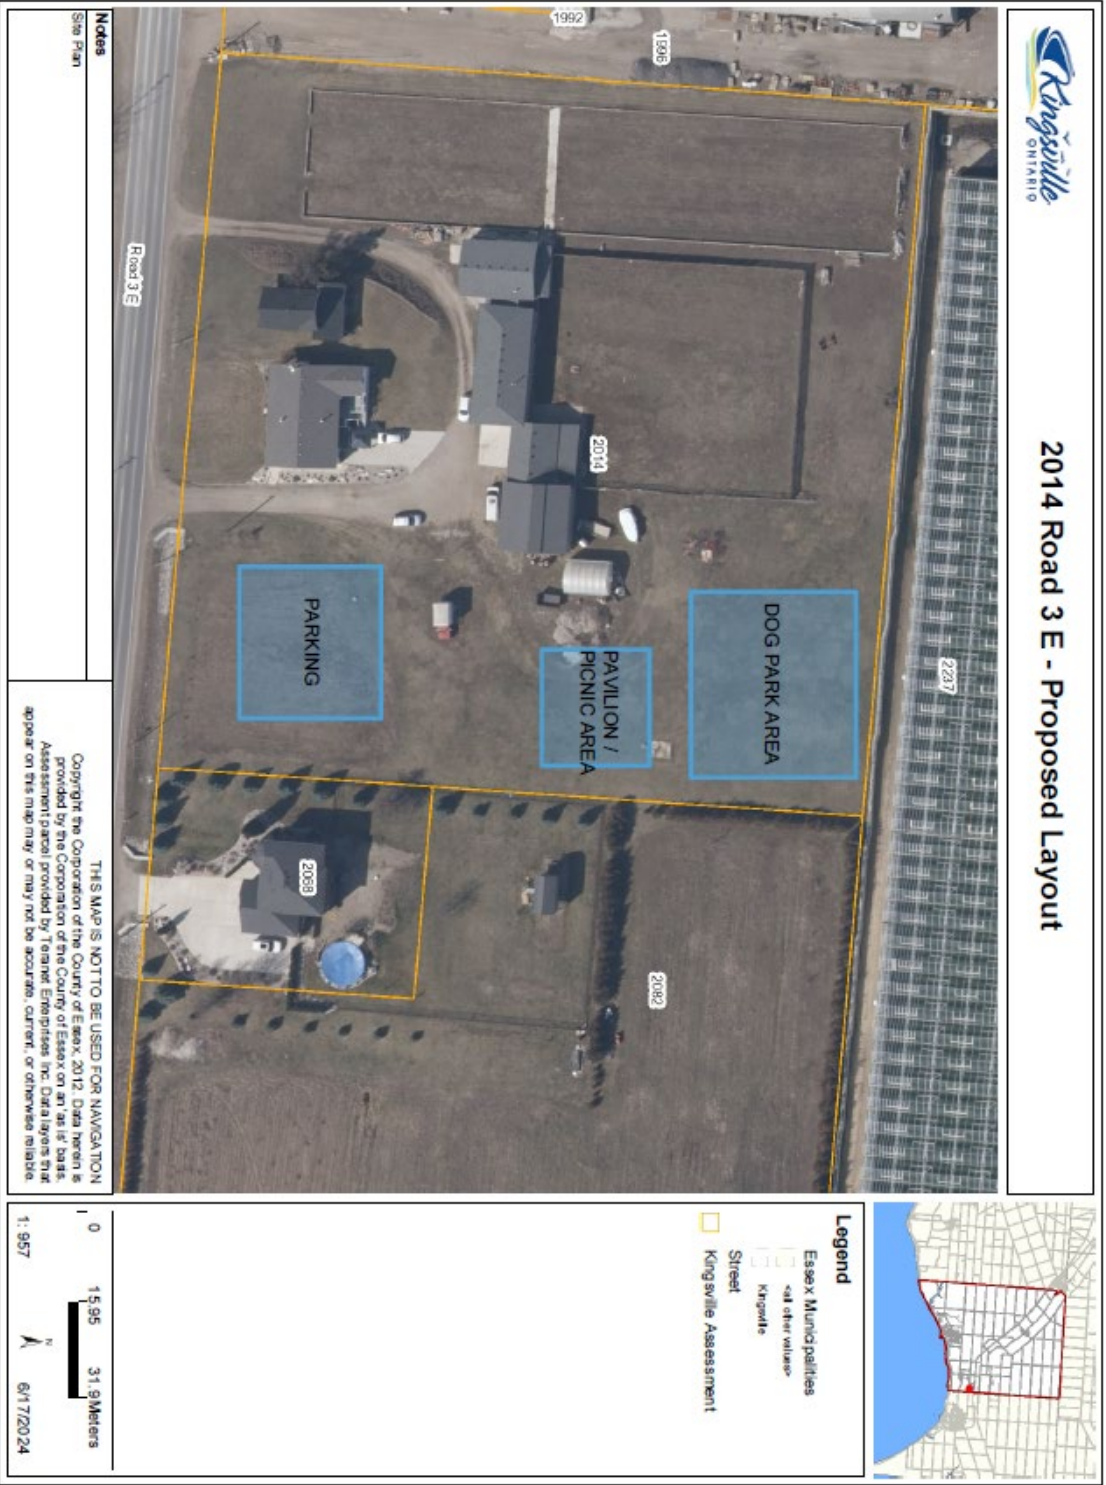 Kingsville
ONTARIO
2014 Road 3 E - Proposed Layout
1992
1996
2237
2014
DOG PARK AREA
PAVILION /
PICNIC AREA
PARKING
2082
2088
Road 3 E
Legend
Essex Municipalities
<all other values>
Kingsville
Street
Kingsville Assessment
Notes
Site Plan
THIS MAP IS NOT TO BE USED FOR NAVIGATION
Copyright the Corporation of the County of Essex, 2012. Data herein is
provided by the Corporation of the County of Essex on an 'as is' basis.
Assessment parcel provided by Teranet Enterprises Inc. Data layers that
appear on this map may or may not be accurate, current, or otherwise reliable.
0 15.95 31.9 Meters
N
1: 957
6/17/2024